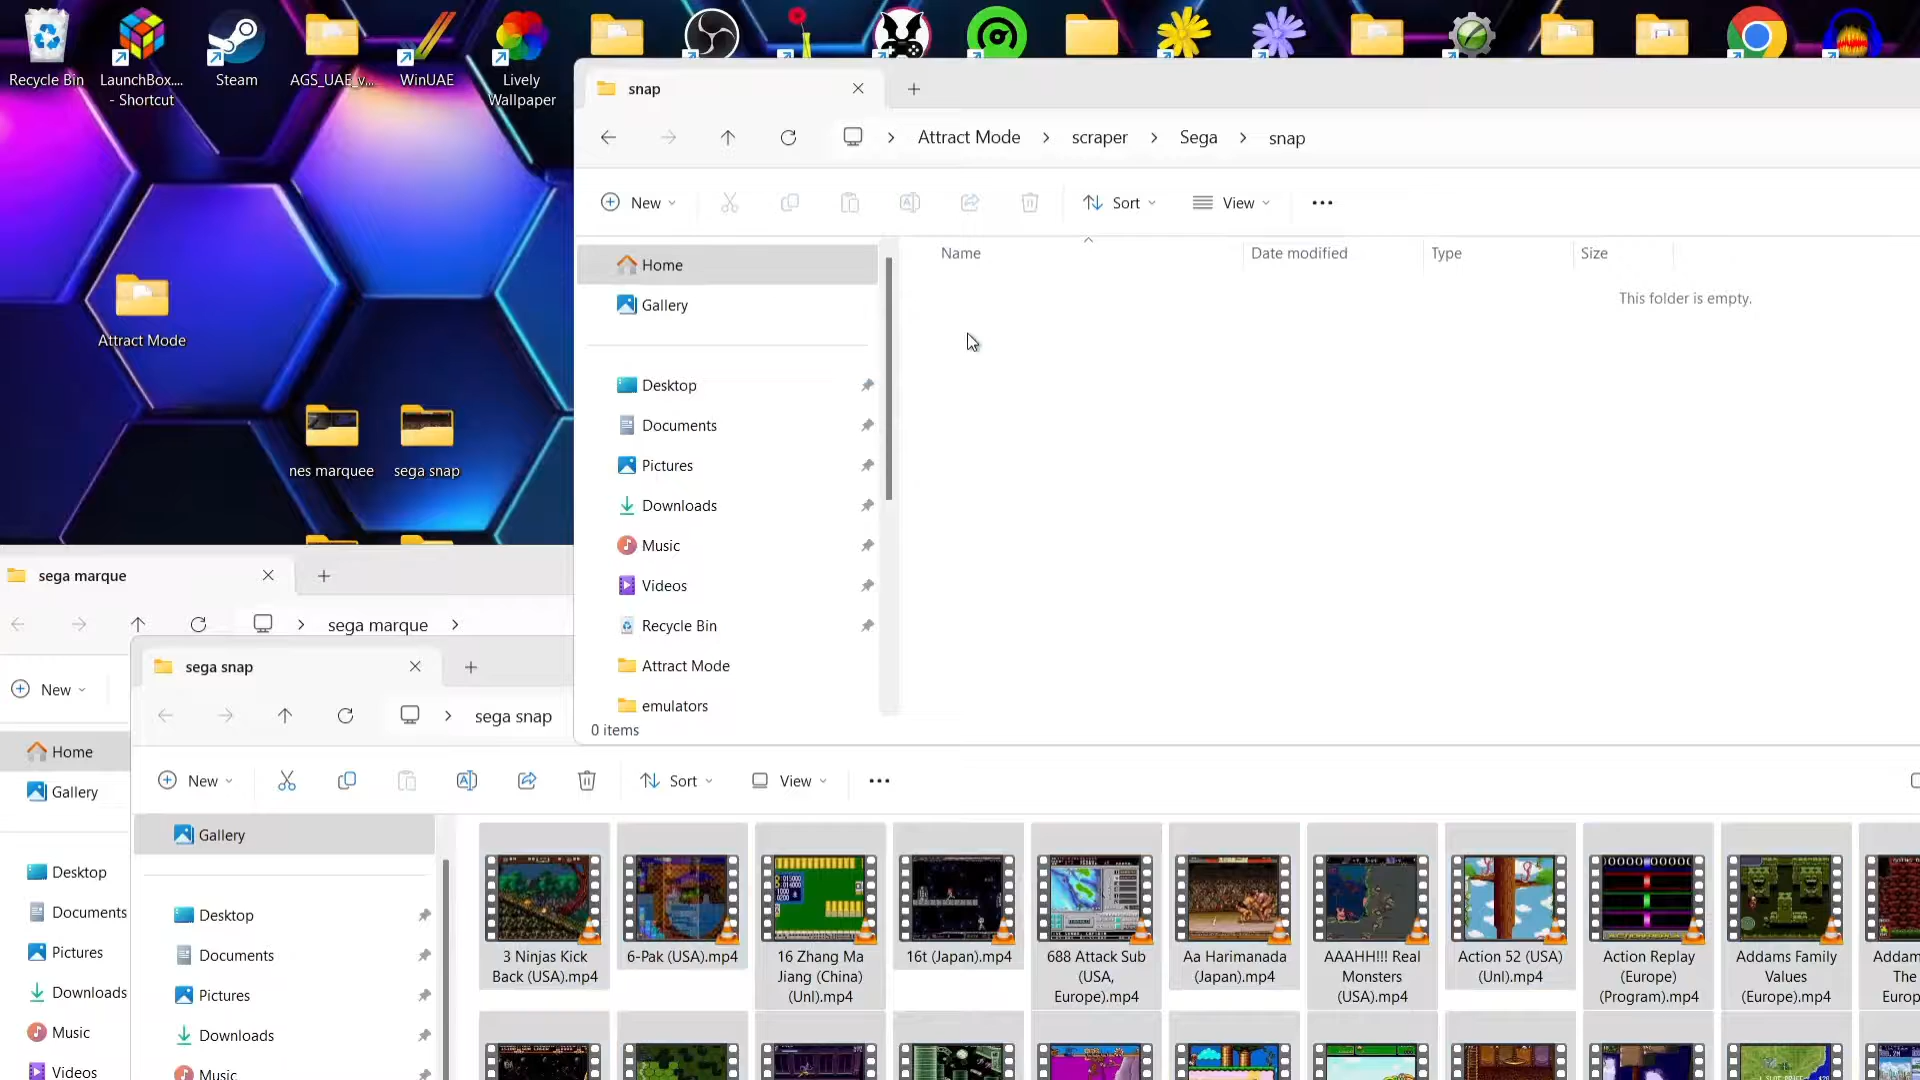 Recycle Bin
LaunchBox....
- Shortcut
Steam
AGS_UAE_v...
WinUAE
Lively
Wallpaper
Attract Mode
nes marquee
sega snap
snap
Attract Mode
scraper
Sega
snap
New
Sort
View
Name
Date modified
Type
Size
This folder is empty.
Home
Gallery
Desktop
Documents
Pictures
Downloads
Music
Videos
Recycle Bin
Attract Mode
emulators
0 items
sega marque
sega marque
New
Home
Gallery
Desktop
Documents
Pictures
Downloads
Music
Videos
sega snap
sega snap
New
Sort
View
Gallery
Desktop
Documents
Pictures
Downloads
Music
3 Ninjas Kick
Back (USA).mp4
6-Pak (USA).mp4
16 Zhang Ma
Jiang (China)
(Unl).mp4
16t (Japan).mp4
688 Attack Sub
(USA,
Europe).mp4
Aa Harimanada
(Japan).mp4
AAAHH!!! Real
Monsters
(USA).mp4
Action 52 (USA)
(Unl).mp4
Action Replay
(Europe)
(Program).mp4
Addams Family
Values
(Europe).mp4
Addam
The
Europ